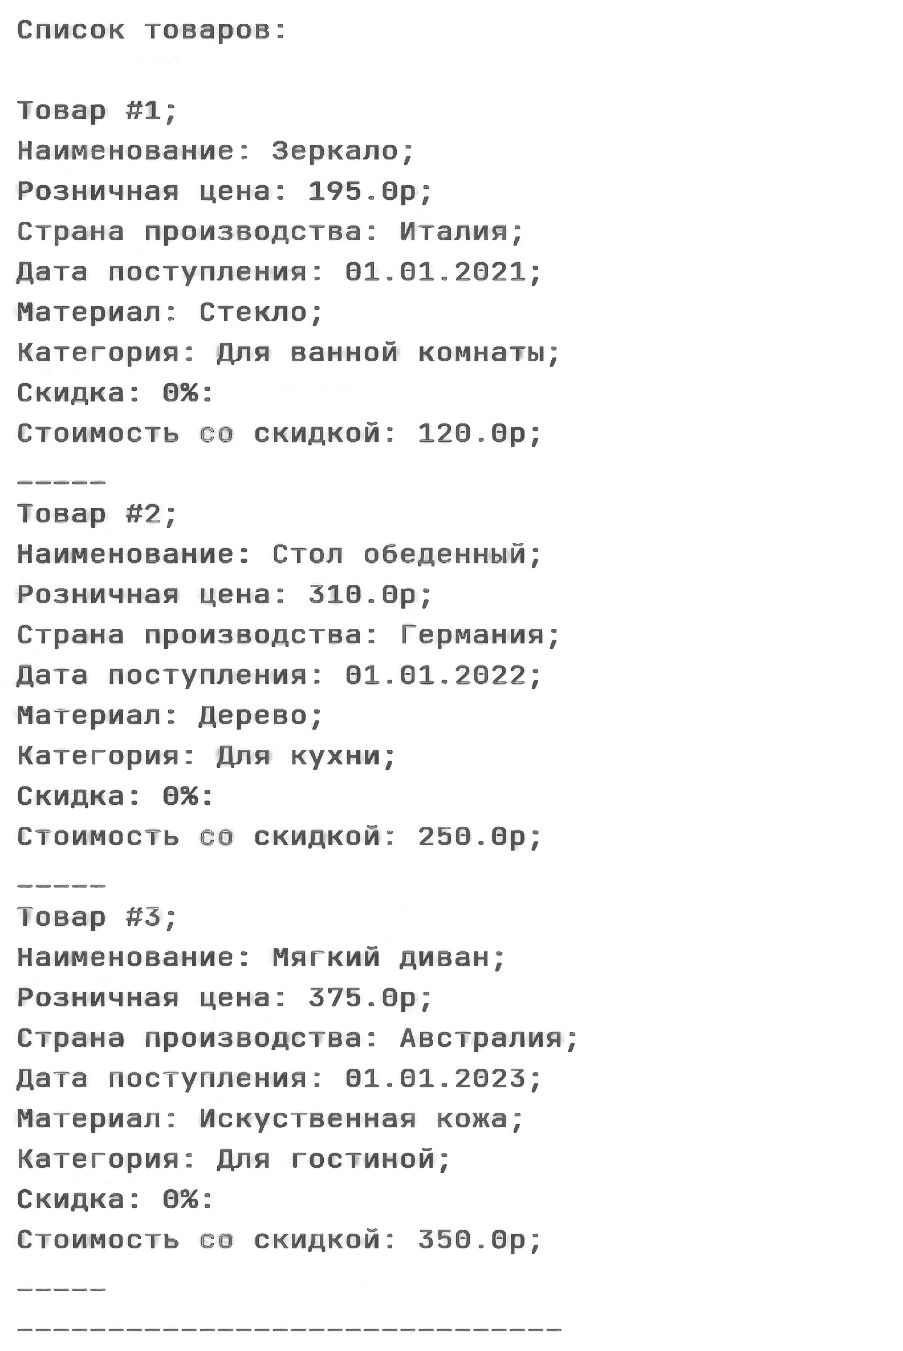 Список товаров:
Товар #1;
Наименование: Зеркало;
Розничная цена: 195.0р;
Страна производства: Италия;
Дата поступления: 01.01.2021;
Материал: Стекло;
Категория: Для ванной комнаты;
Скидка: 0%:
Стоимость со скидкой: 120.0р;
_____
Товар #2;
Наименование: Стол обеденный;
Розничная цена: 310.0р;
Страна производства: Германия;
Дата поступления: 01.01.2022;
Материал: Дерево;
Категория: Для кухни;
Скидка: 0%:
Стоимость со скидкой: 250.0р;
_____
Товар #3;
Наименование: Мягкий диван;
Розничная цена: 375.0р;
Страна производства: Австралия;
Дата поступления: 01.01.2023;
Материал: Искуственная кожа;
Категория: Для гостиной;
Скидка: 0%:
Стоимость со скидкой: 350.0р;
_____
______________________________